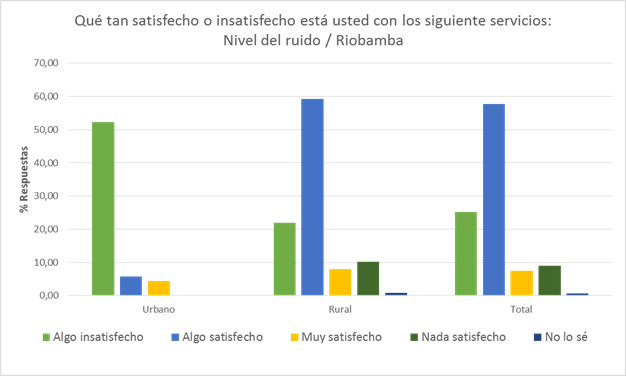 Qué tan satisfecho o insatisfecho está usted con los siguiente servicios:
Nivel del ruido / Riobamba
70,00
60,00
50,00
40,00
30,00
20,00
10,00
0,00
% Respuestas
Urbano Rural Total
Algo insatisfecho Algo satisfecho Muy satisfecho Nada satisfecho No lo sé